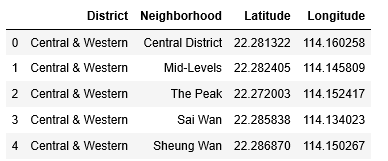 District Neighborhood Latitude Longitude
0 Central & Western Central District 22.281322 114.160258
1 Central & Western Mid-Levels 22.282405 114.145809
2 Central & Western The Peak 22.272003 114.152417
3 Central & Western Sai Wan 22.285838 114.134023
4 Central & Western Sheung Wan 22.286870 114.150267